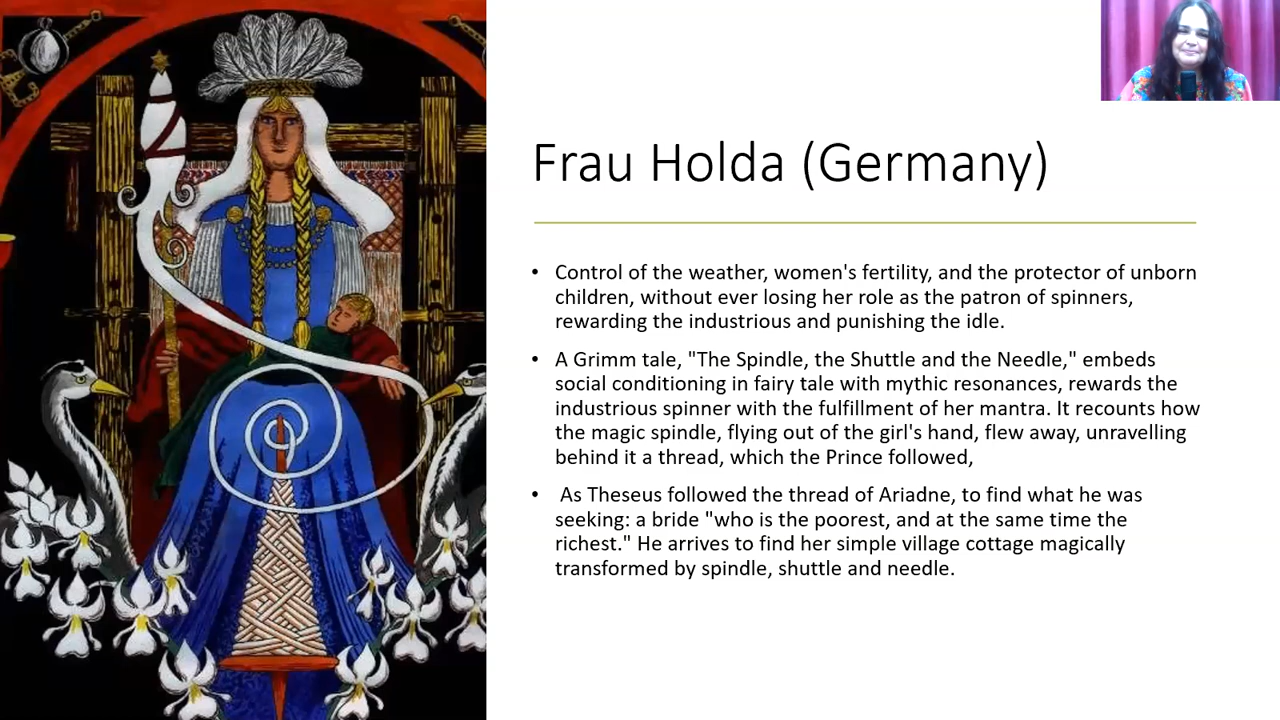 Frau Holda (Germany)
• Control of the weather, women's fertility, and the protector of unborn
children, without ever losing her role as the patron of spinners,
rewarding the industrious and punishing the idle.
• A Grimm tale, "The Spindle, the Shuttle and the Needle," embeds
social conditioning in fairy tale with mythic resonances, rewards the
industrious spinner with the fulfillment of her mantra. It recounts how
the magic spindle, flying out of the girl's hand, flew away, unravelling
behind it a thread, which the Prince followed,
• As Theseus followed the thread of Ariadne, to find what he was
seeking: a bride "who is the poorest, and at the same time the
richest." He arrives to find her simple village cottage magically
transformed by spindle, shuttle and needle.